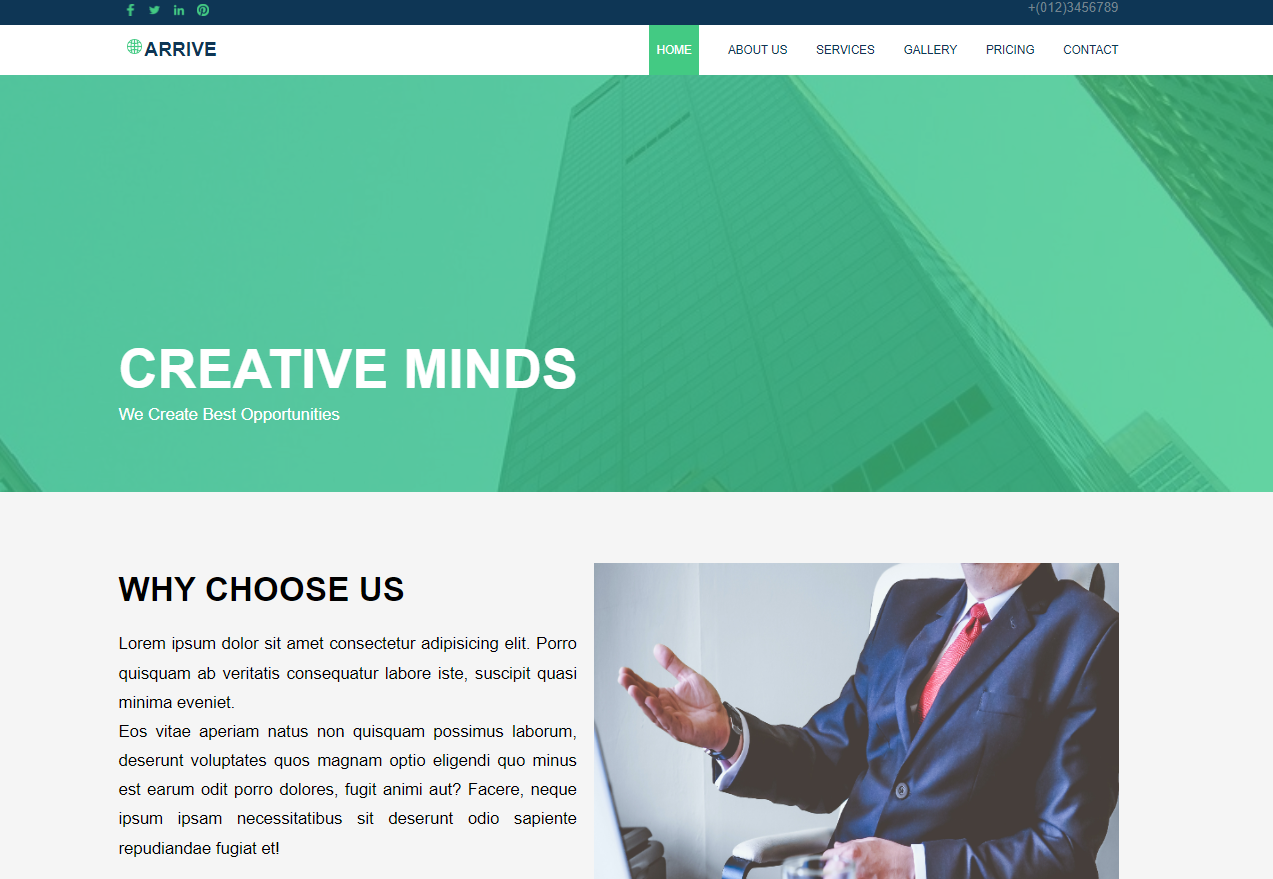 +(012)3456789
ARRIVE
HOME ABOUT US SERVICES GALLERY PRICING CONTACT
CREATIVE MINDS
We Create Best Opportunities
WHY CHOOSE US
Lorem ipsum dolor sit amet consectetur adipisicing elit. Porro
quisquam ab veritatis consequatur labore iste, suscipit quasi
minima eveniet.
Eos vitae aperiam natus non quisquam possimus laborum,
deserunt voluptates quos magnam optio eligendi quo minus
est earum odit porro dolores, fugit animi aut? Facere, neque
ipsum ipsam necessitatibus sit deserunt odio sapiente
repudiandae fugiat et!